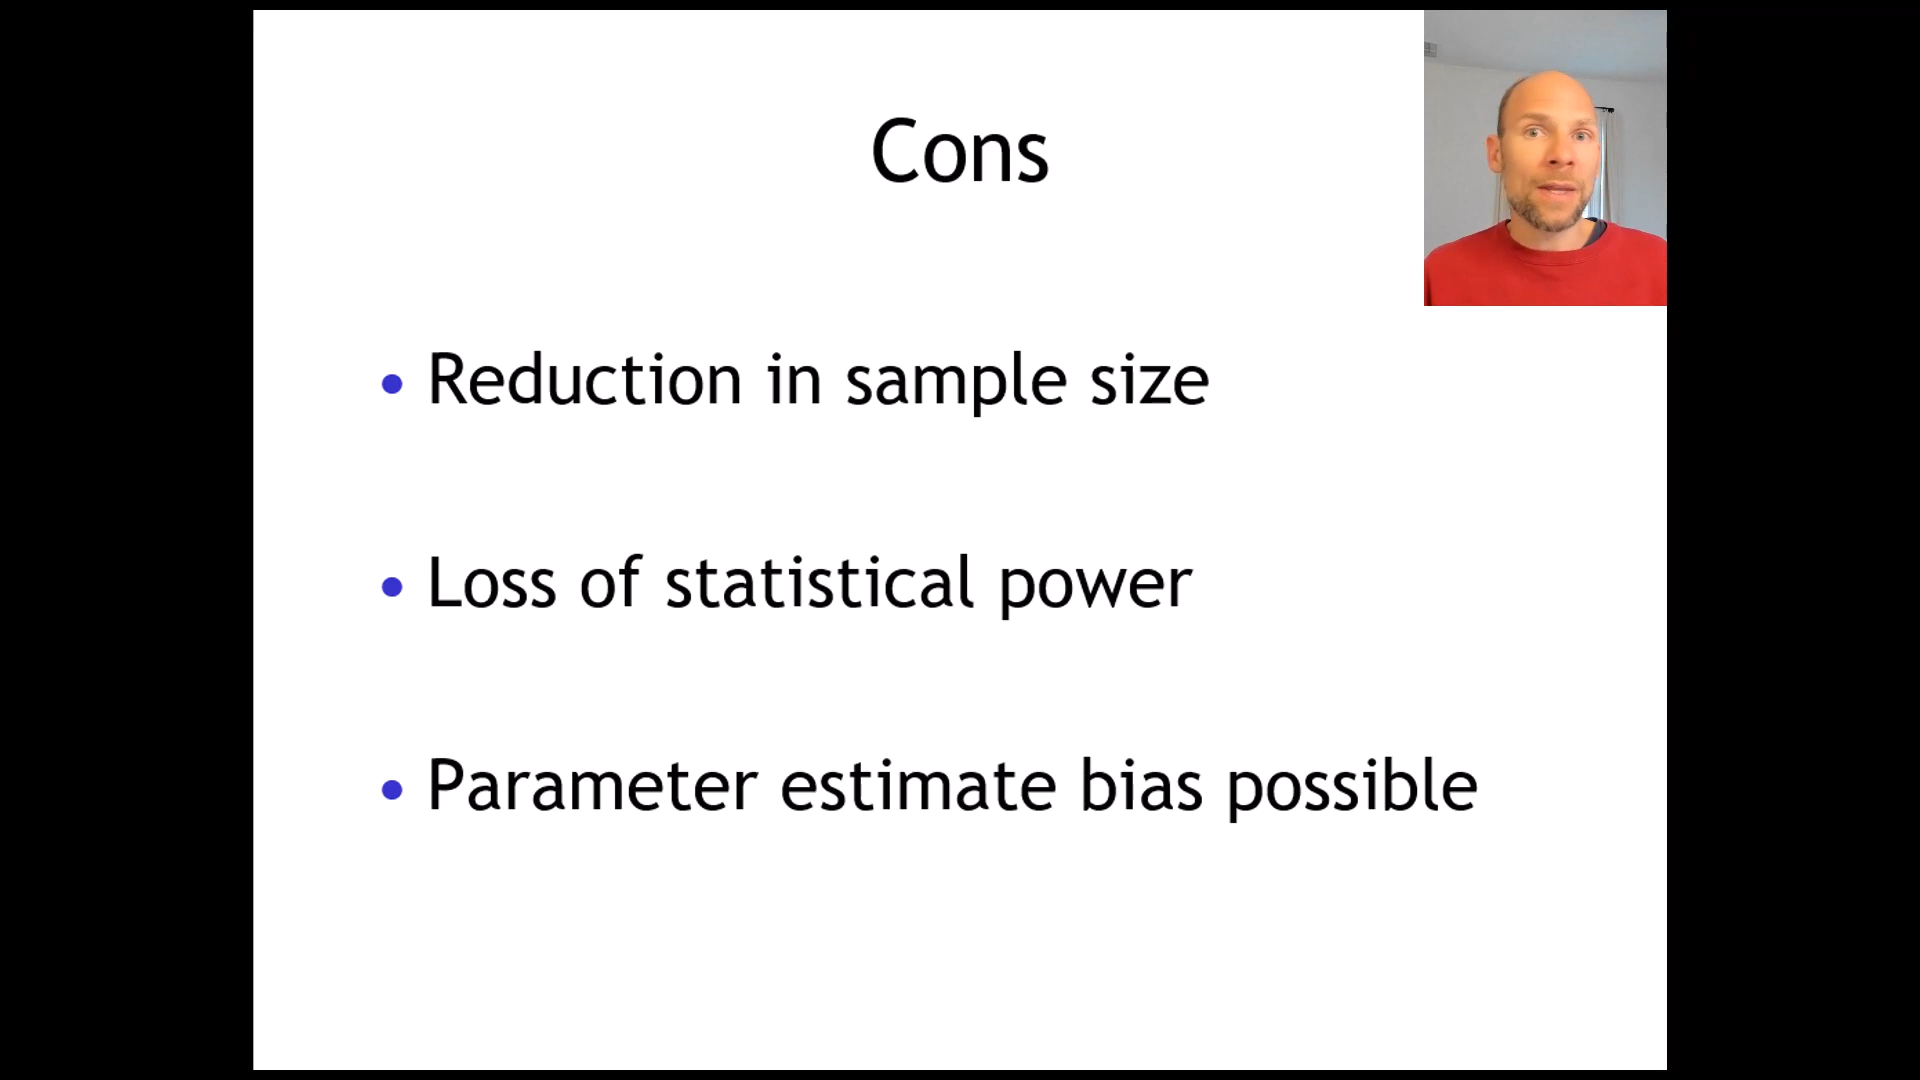 Cons
• Reduction in sample size
• Loss of statistical power
• Parameter estimate bias possible